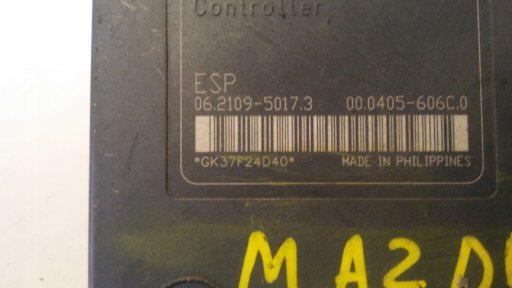 Controller,
ESP
06.2109-5017.3 00.0405-606C.0
*GK37F24D40*
MADE IN PHILIPPINES
MAZD